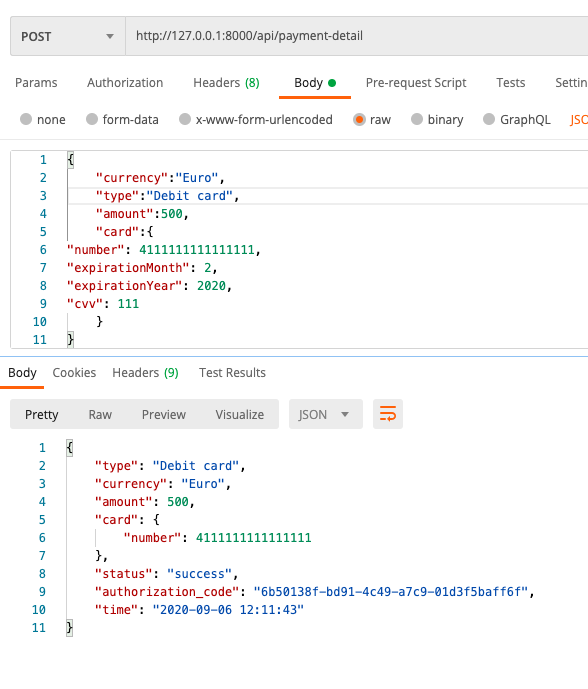 POST http://127.0.0.1:8000/api/payment-detail
Params Authorization Headers (8) Body Pre-request Script Tests Settin
none form-data x-www-form-urlencoded raw binary GraphQL JSO
1 {
2 "currency":"Euro",
3 "type":"Debit card",
4 "amount":500,
5 "card":{
6 "number": 4111111111111111,
7 "expirationMonth": 2,
8 "expirationYear": 2020,
9 "cvv": 111
10 }
11 }
Body Cookies Headers (9) Test Results
Pretty Raw Preview Visualize JSON
1 {
2 "type": "Debit card",
3 "currency": "Euro",
4 "amount": 500,
5 "card": {
6 "number": 4111111111111111
7 },
8 "status": "success",
9 "authorization_code": "6b50138f-bd91-4c49-a7c9-01d3f5baff6f",
10 "time": "2020-09-06 12:11:43"
11 }